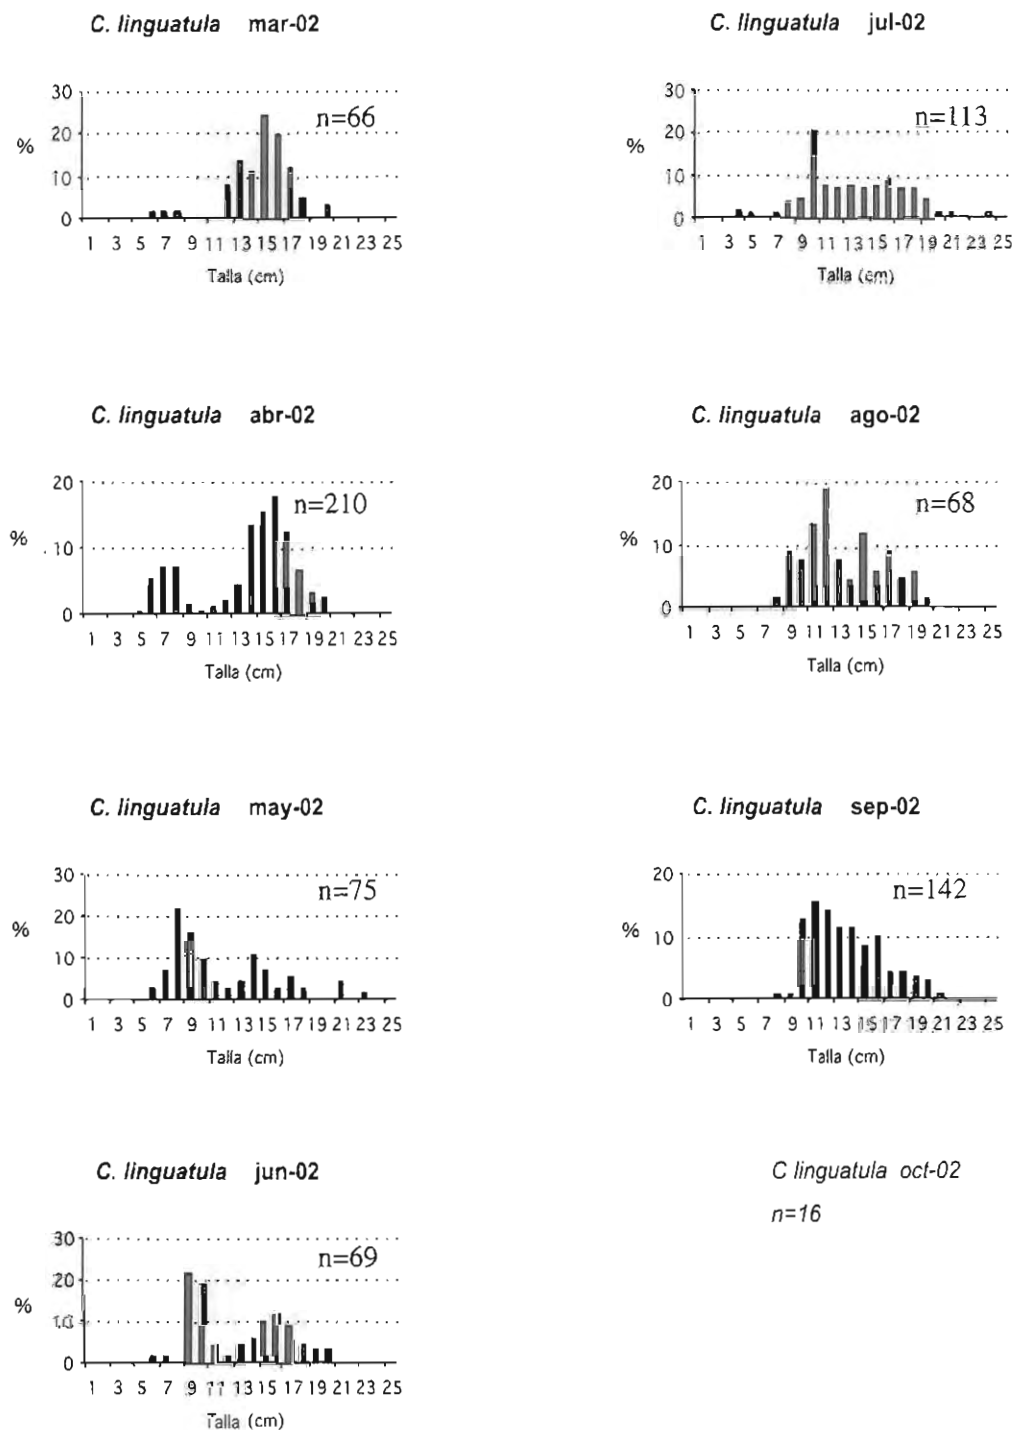 C. linguatula mar-02
30
n=66
20
%
10
0
1 3 5 7 9 11 13 15 17 19 21 23 25
Talla (cm)
C. linguatula abr-02
20
n=210
%
10
0
1 3 5 7 9 11 13 15 17 19 21 23 25
Talla (cm)
C. linguatula may-02
30
n=75
20
%
10
0
1 3 5 7 9 11 13 15 17 19 21 23 25
Talla (cm)
C. linguatula jun-02
30
n=69
20
%
10
0
1 3 5 7 9 11 13 15 17 19 21 23 25
Talla (cm)
C. linguatula jul-02
30
n=113
20
%
10
0
1 3 5 7 9 11 13 15 17 19 21 23 25
Talla (cm)
C. linguatula ago-02
20
n=68
%
10
0
1 3 5 7 9 11 13 15 17 19 21 23 25
Talla (cm)
C. linguatula sep-02
20
n=142
%
10
0
1 3 5 7 9 11 13 15 17 19 21 23 25
Talla (cm)
C linguatula oct-02
n=16